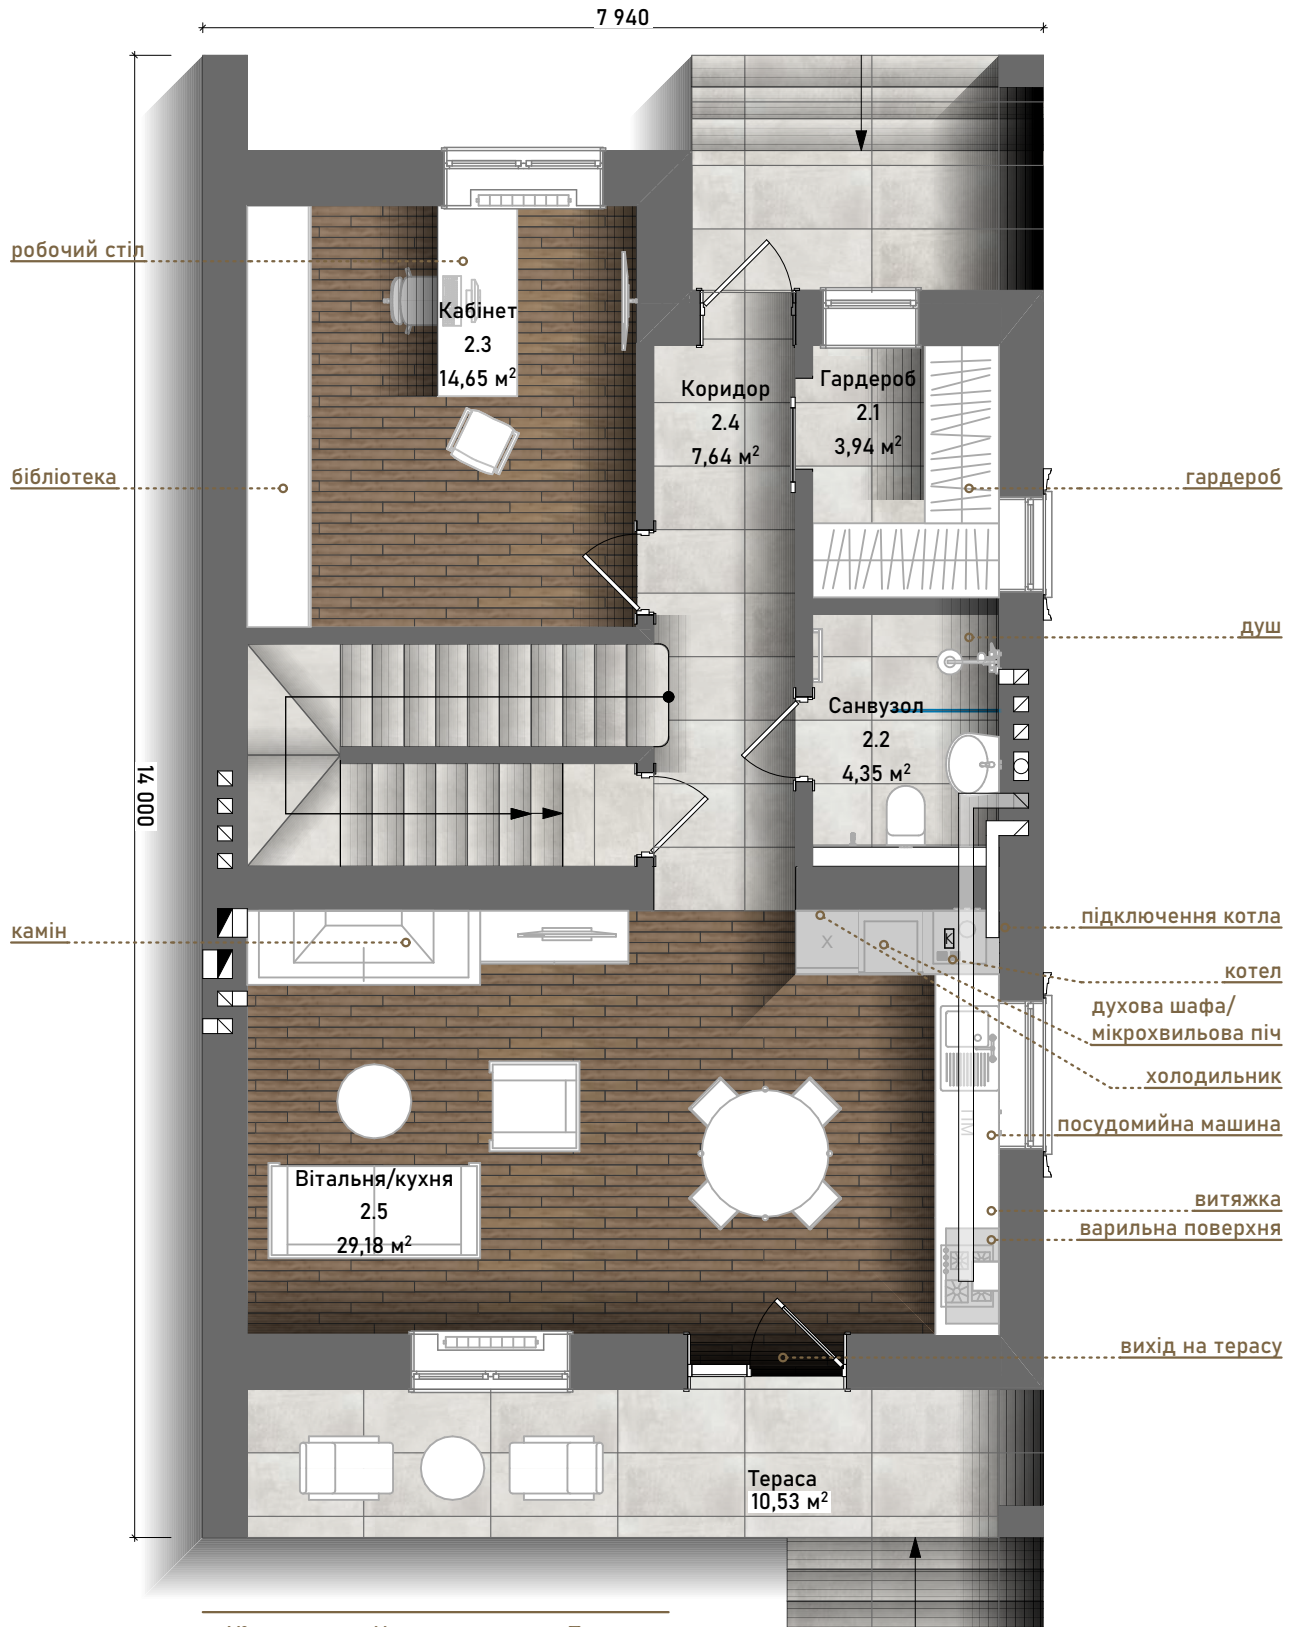 7 940
14 000
робочий стіл
Кабінет
2.3
14,65 м²
Коридор
2.4
7,64 м²
Гардероб
2.1
3,94 м²
бібліотека
гардероб
душ
Санвузол
2.2
4,35 м²
камін
підключення котла
котел
духова шафа/
мікрохвильова піч
холодильник
посудомийна машина
X
K
ПМ
Вітальня/кухня
2.5
29,18 м²
витяжка
варильна поверхня
вихід на терасу
Тераса
10,53 м²